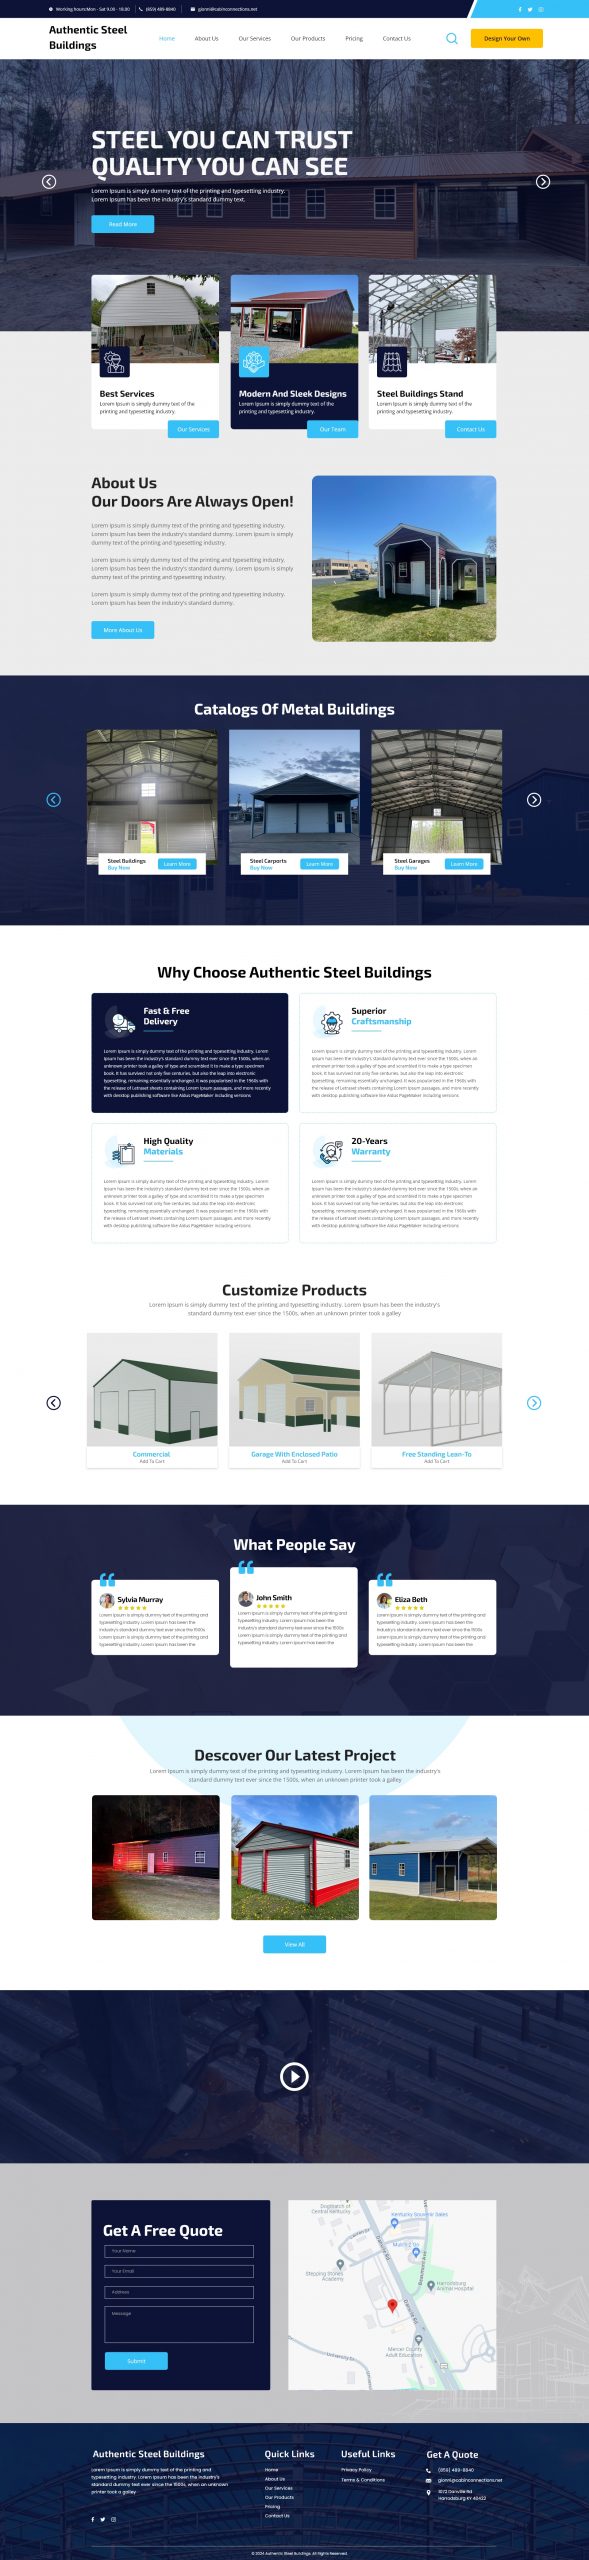 Working hours:Mon - Sat 9.00 - 18.00
(859) 489-8840
gionni@cabinconnections.net
Authentic Steel
Buildings
Home
About Us
Our Services
Our Products
Pricing
Contact Us
Design Your Own
STEEL YOU CAN TRUST
QUALITY YOU CAN SEE
Lorem Ipsum is simply dummy text of the printing and typesetting industry.
Lorem Ipsum has been the industry's standard dummy text.
Read More
Best Services
Lorem Ipsum is simply dummy text of the
printing and typesetting industry.
Our Services
Modern And Sleek Designs
Lorem Ipsum is simply dummy text of the
printing and typesetting industry.
Our Team
Steel Buildings Stand
Lorem Ipsum is simply dummy text of the
printing and typesetting industry.
Contact Us
About Us
Our Doors Are Always Open!
Lorem Ipsum is simply dummy text of the printing and typesetting industry.
Lorem Ipsum has been the industry's standard dummy. Lorem Ipsum is simply
dummy text of the printing and typesetting industry.
Lorem Ipsum is simply dummy text of the printing and typesetting industry.
Lorem Ipsum has been the industry's standard dummy. Lorem Ipsum is simply
dummy text of the printing and typesetting industry.
Lorem Ipsum is simply dummy text of the printing and typesetting industry.
Lorem Ipsum has been the industry's standard dummy.
More About Us
Catalogs Of Metal Buildings
Steel Buildings
Buy Now
Learn More
Steel Carports
Buy Now
Learn More
Steel Garages
Buy Now
Learn More
Why Choose Authentic Steel Buildings
Fast & Free
Delivery
Lorem Ipsum is simply dummy text of the printing and typesetting industry. Lorem
Ipsum has been the industry's standard dummy text ever since the 1500s, when an
unknown printer took a galley of type and scrambled it to make a type specimen
book. It has survived not only five centuries, but also the leap into electronic
typesetting, remaining essentially unchanged. It was popularised in the 1960s with
the release of Letraset sheets containing Lorem Ipsum passages, and more recently
with desktop publishing software like Aldus PageMaker including versions
Superior
Craftsmanship
Lorem Ipsum is simply dummy text of the printing and typesetting industry. Lorem
Ipsum has been the industry's standard dummy text ever since the 1500s, when an
unknown printer took a galley of type and scrambled it to make a type specimen
book. It has survived not only five centuries, but also the leap into electronic
typesetting, remaining essentially unchanged. It was popularised in the 1960s with
the release of Letraset sheets containing Lorem Ipsum passages, and more recently
with desktop publishing software like Aldus PageMaker including versions
High Quality
Materials
Lorem Ipsum is simply dummy text of the printing and typesetting industry. Lorem
Ipsum has been the industry's standard dummy text ever since the 1500s, when an
unknown printer took a galley of type and scrambled it to make a type specimen
book. It has survived not only five centuries, but also the leap into electronic
typesetting, remaining essentially unchanged. It was popularised in the 1960s with
the release of Letraset sheets containing Lorem Ipsum passages, and more recently
with desktop publishing software like Aldus PageMaker including versions
20-Years
Warranty
Lorem Ipsum is simply dummy text of the printing and typesetting industry. Lorem
Ipsum has been the industry's standard dummy text ever since the 1500s, when an
unknown printer took a galley of type and scrambled it to make a type specimen
book. It has survived not only five centuries, but also the leap into electronic
typesetting, remaining essentially unchanged. It was popularised in the 1960s with
the release of Letraset sheets containing Lorem Ipsum passages, and more recently
with desktop publishing software like Aldus PageMaker including versions
Customize Products
Lorem Ipsum is simply dummy text of the printing and typesetting industry. Lorem Ipsum has been the industry's
standard dummy text ever since the 1500s, when an unknown printer took a galley
Commercial
Add To Cart
Garage With Enclosed Patio
Add To Cart
Free Standing Lean-To
Add To Cart
What People Say
Sylvia Murray
Lorem Ipsum is simply dummy text of the printing and
typesetting industry. Lorem Ipsum has been the
industry's standard dummy text ever since the 1500s
Lorem Ipsum is simply dummy text of the printing and
typesetting industry. Lorem Ipsum has been the
John Smith
Lorem Ipsum is simply dummy text of the printing and
typesetting industry. Lorem Ipsum has been the
industry's standard dummy text ever since the 1500s
Lorem Ipsum is simply dummy text of the printing and
typesetting industry. Lorem Ipsum has been the
Eliza Beth
Lorem Ipsum is simply dummy text of the printing and
typesetting industry. Lorem Ipsum has been the
industry's standard dummy text ever since the 1500s
Lorem Ipsum is simply dummy text of the printing and
typesetting industry. Lorem Ipsum has been the
Descover Our Latest Project
Lorem Ipsum is simply dummy text of the printing and typesetting industry. Lorem Ipsum has been the industry's
standard dummy text ever since the 1500s, when an unknown printer took a galley
View All
Get A Free Quote
Your Name
Your Email
Address
Message
Submit
Dogmatch of
Central Kentucky
Kentucky Souvenir Sales
Stepping Stones
Academy
Harrodsburg
Animal Hospital
Mercer County
Adult Education
Danville Rd
Beaumont Ave
University Dr
Authentic Steel Buildings
Lorem Ipsum is simply dummy text of the printing and
typesetting industry. Lorem Ipsum has been the industry's
standard dummy text ever since the 1500s, when an unknown
printer took a galley
Quick Links
Home
About Us
Our Services
Our Products
Pricing
Contact Us
Useful Links
Privacy Policy
Terms & Conditions
Get A Quote
(859) 489-8840
gionni@cabinconnections.net
1072 Danville Rd
Harrodsburg KY 40422
© 2024 Authentic Steel Buildings. All Rights Reserved.